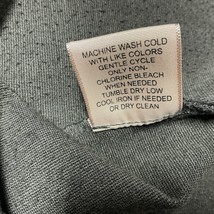 MACHINE WASH COLD
WITH LIKE COLORS
GENTLE CYCLE
ONLY NON-
CHLORINE BLEACH
WHEN NEEDED
TUMBLE DRY LOW
COOL IRON IF NEEDED
OR DRY CLEAN